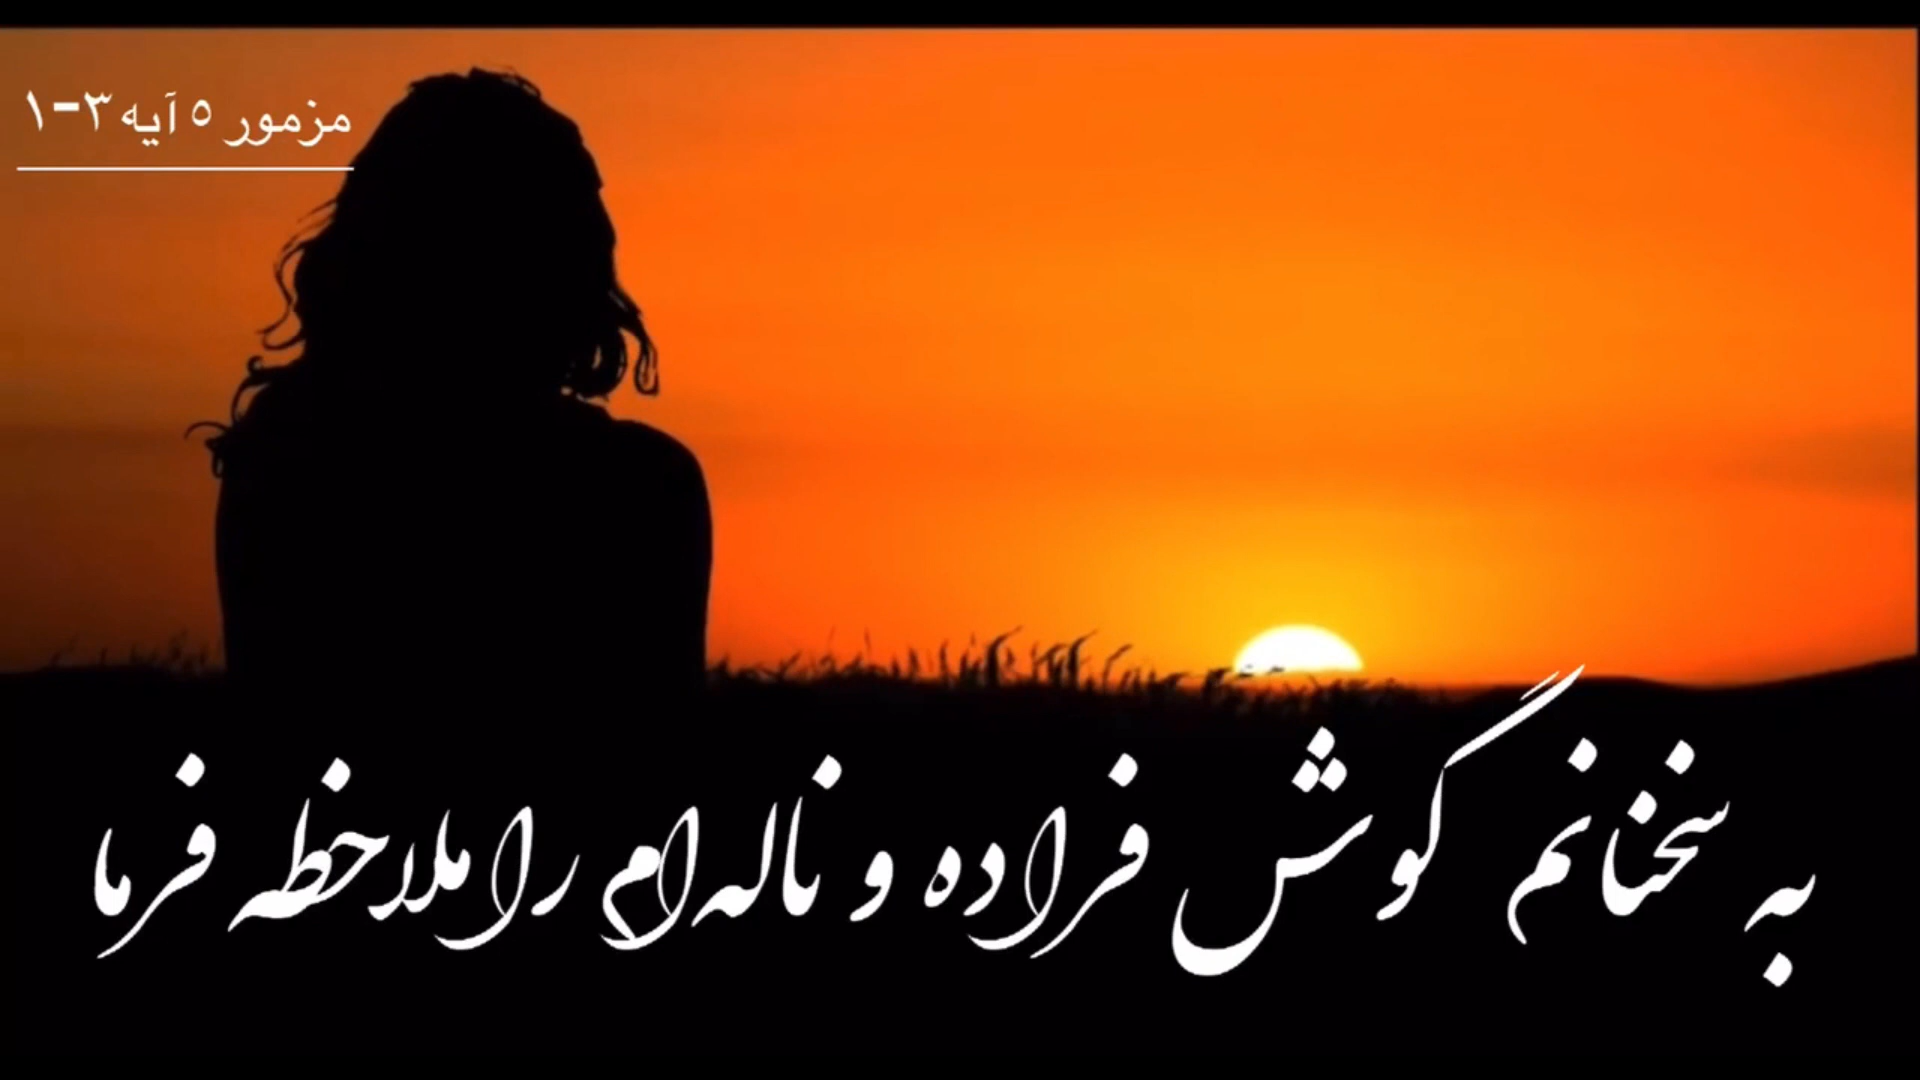 مزمور ۵ آیه ۳-۱
به سخنانم گوش فراده و ناله‌ام را ملاحظه فرما